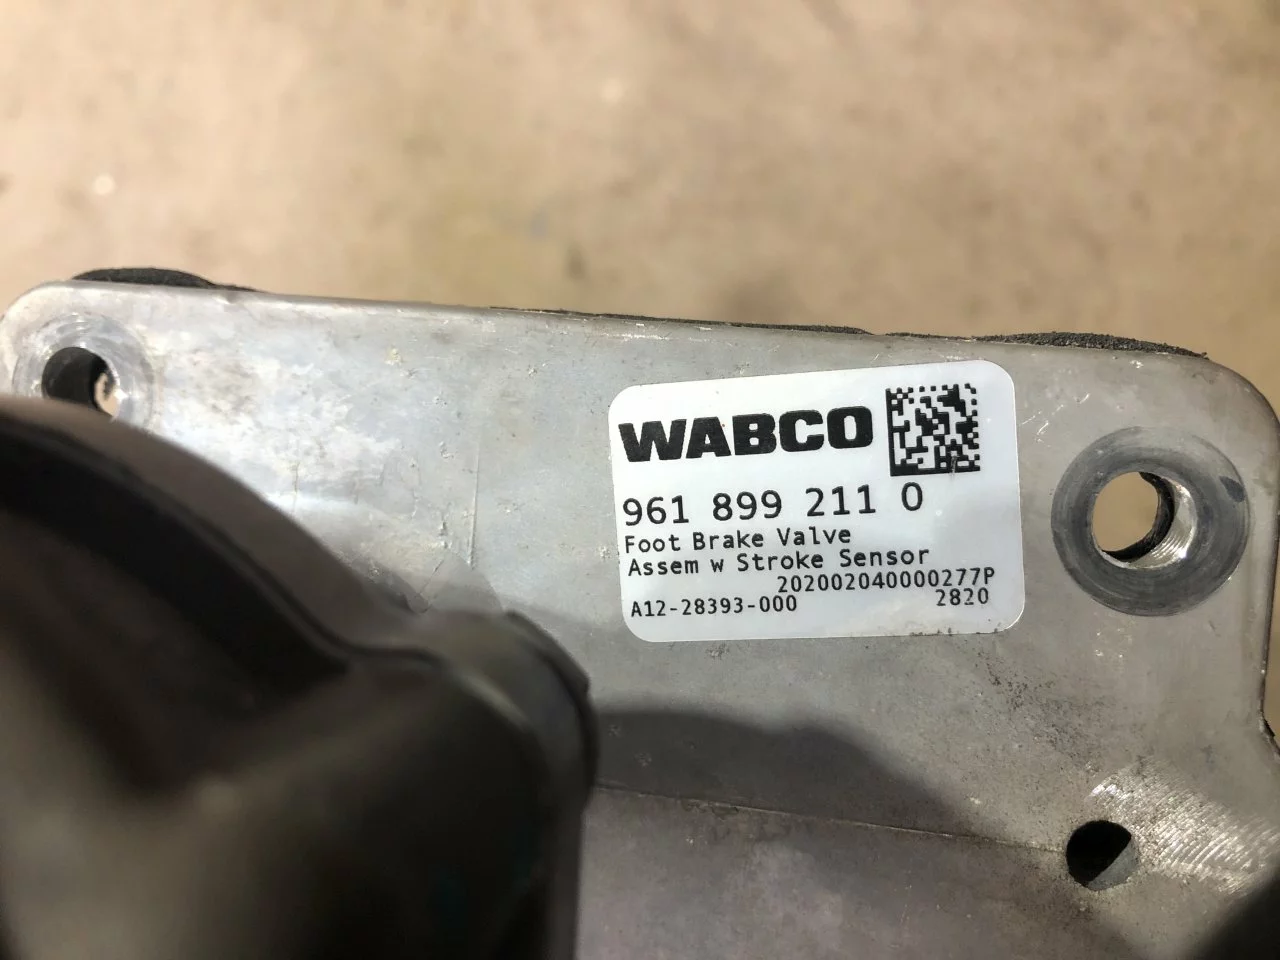 WABCO
961 899 211 0
Foot Brake Valve
Assem w Stroke Sensor
202002040000277P
A12-28393-000 2820